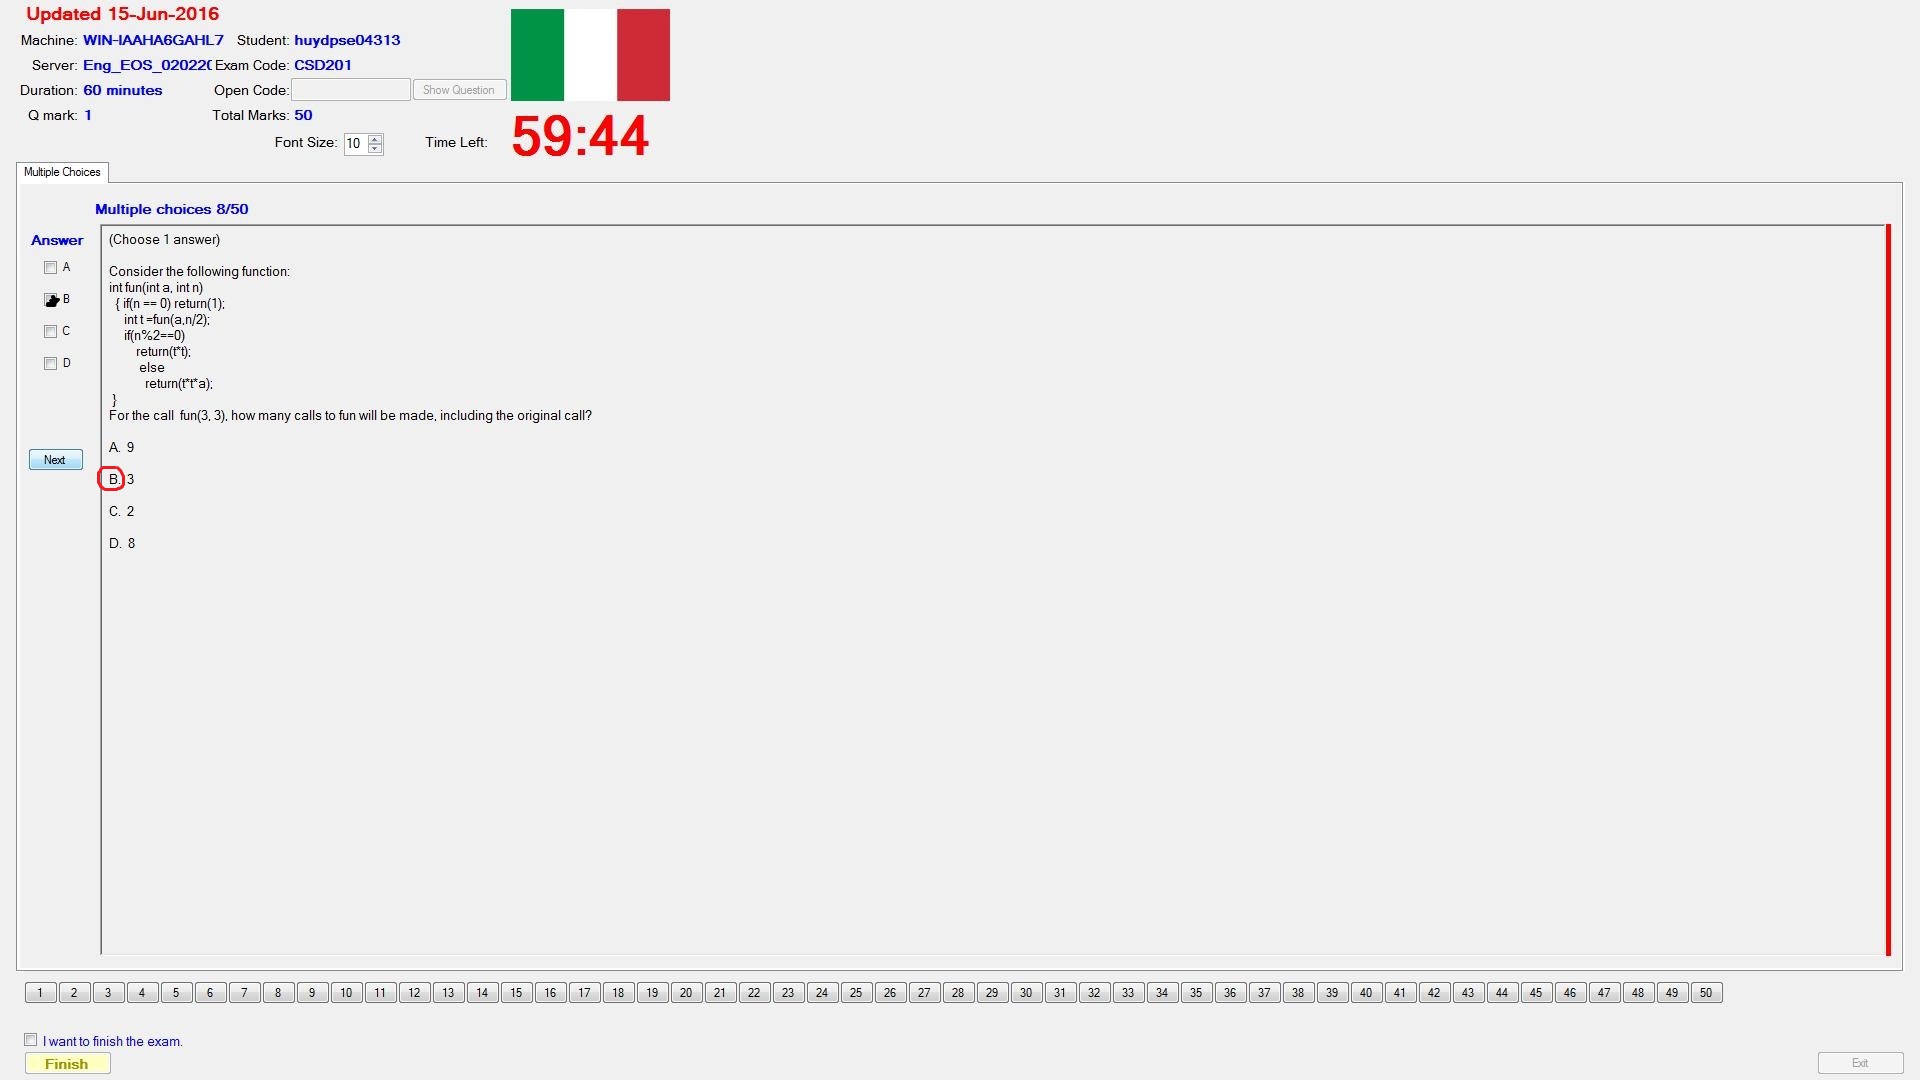 Updated 15-Jun-2016
Machine: WIN-IAAHA6GAHL7 Student: huydpse04313
Server: Eng_EOS_020220 Exam Code: CSD201
Duration: 60 minutes Open Code: Show Question
Q mark: 1 Total Marks: 50
Font Size: 10 Time Left: 59:44
Multiple Choices
Multiple choices 8/50
Answer
A
B
C
D
Next
(Choose 1 answer)
Consider the following function:
int fun(int a, int n)
{ if(n == 0) return(1);
int t =fun(a,n/2);
if(n%2==0)
return(t*t);
else
return(t*t*a);
}
For the call fun(3, 3), how many calls to fun will be made, including the original call?
A. 9
B. 3
C. 2
D. 8
1 2 3 4 5 6 7 8 9 10 11 12 13 14 15 16 17 18 19 20 21 22 23 24 25 26 27 28 29 30 31 32 33 34 35 36 37 38 39 40 41 42 43 44 45 46 47 48 49 50
I want to finish the exam.
Finish
Exit